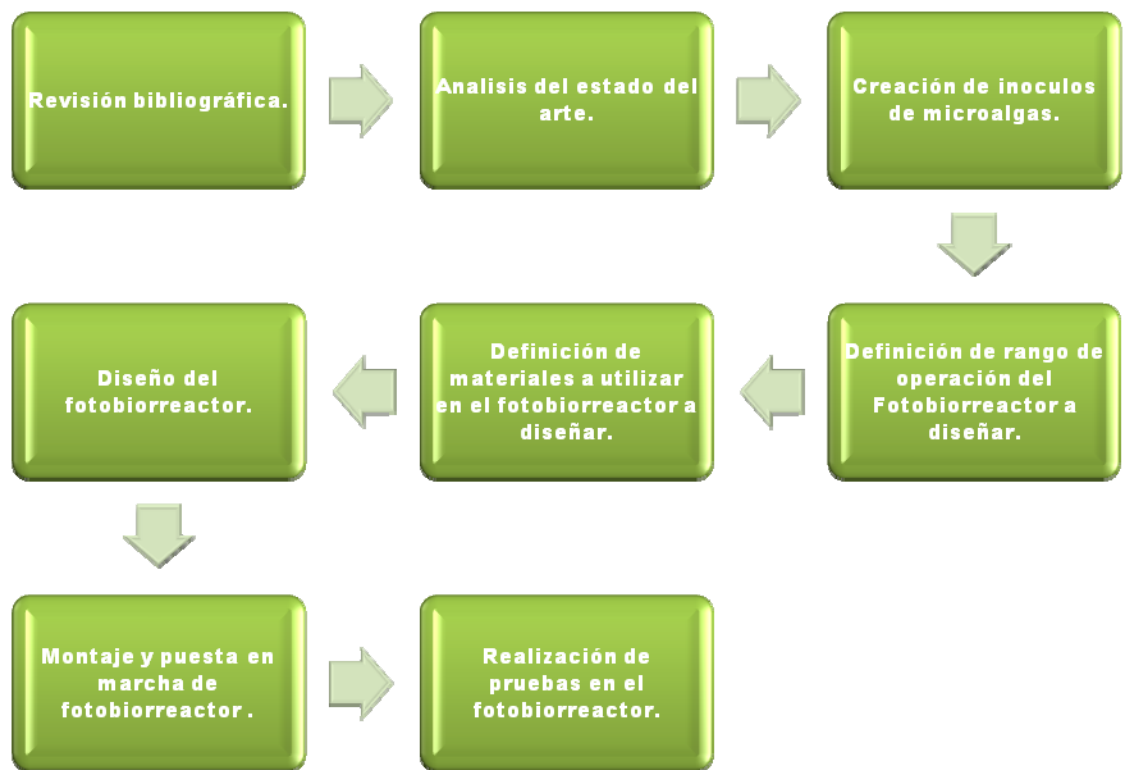 Revisión bibliográfica.
Analisis del estado del
arte.
Creación de inoculos
de microalgas.
Definición de rango de
operación del
Fotobiorreactor a
diseñar.
Definición de
materiales a utilizar
en el fotobiorreactor a
diseñar.
Diseño del
fotobiorreactor.
Montaje y puesta en
marcha de
fotobiorreactor .
Realización de
pruebas en el
fotobiorreactor.